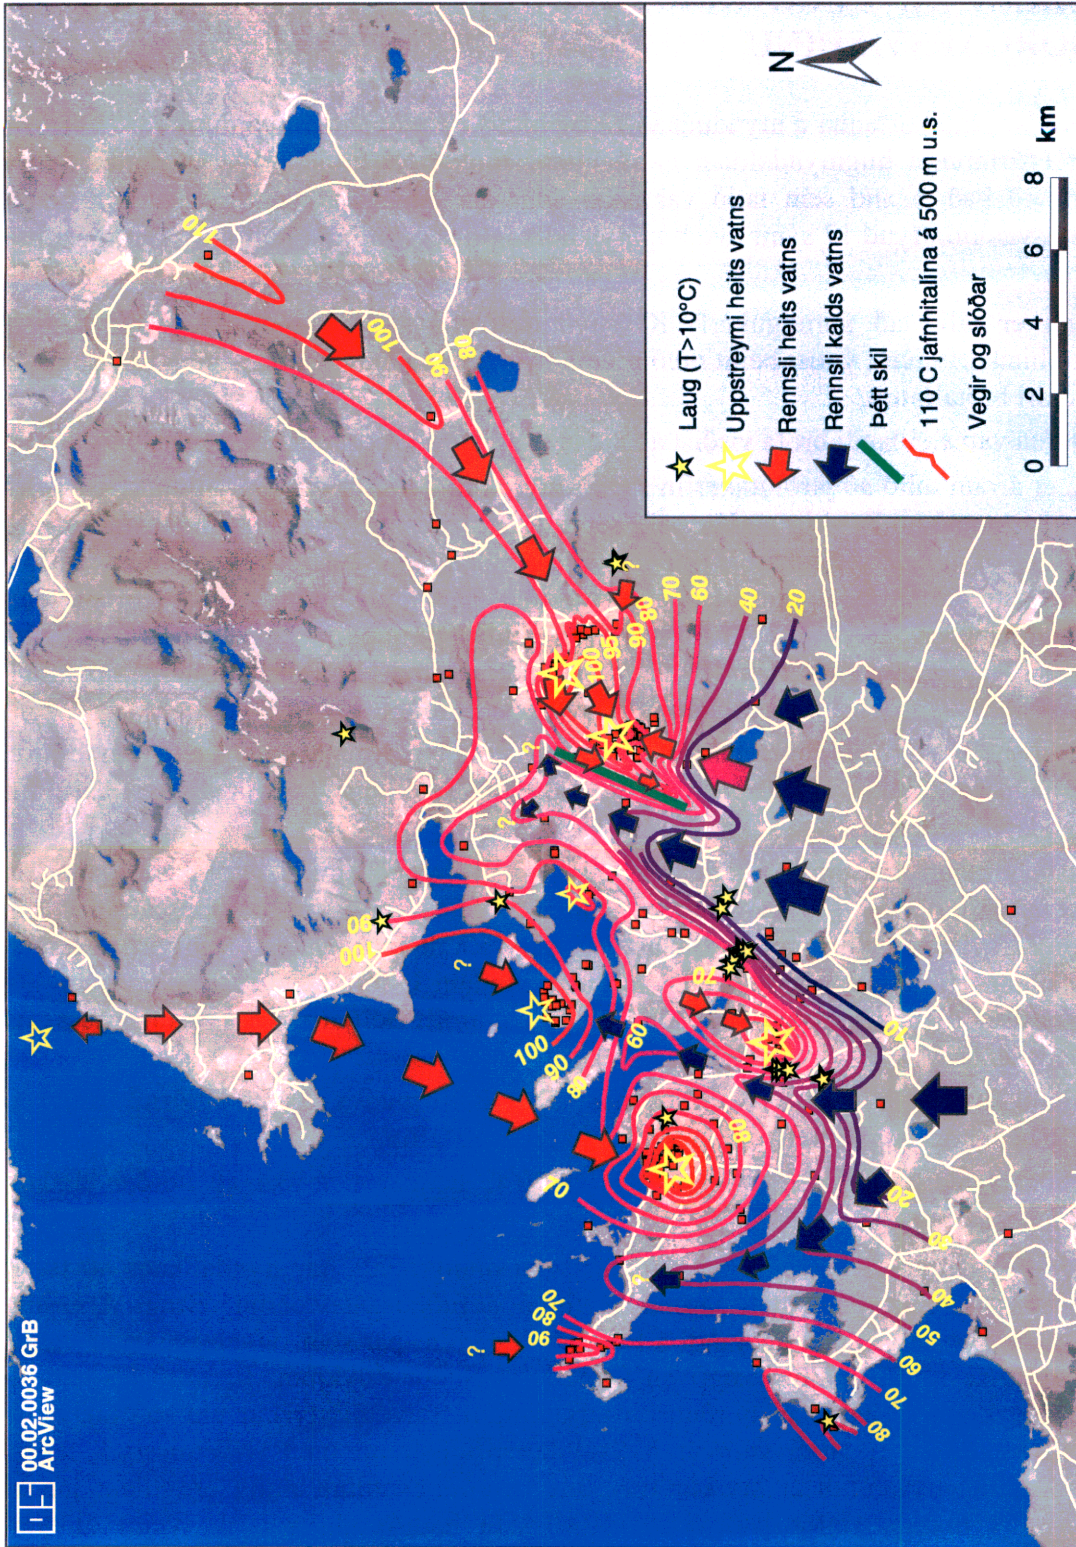 OS
00.02.0036 GrB
ArcView
N
Laug (T>10°C)
Uppstreymi heits vatns
Rennsli heits vatns
Rennsli kalds vatns
Þétt skil
110 C jafnhitalína á 500 m u.s.
Vegir og slóðar
0 2 4 6 8
km
110
100
90
80
?
80
70
60
40
20
90
95
100
?
?
90
100
?
100
90
80
60
70
10
80
70
20
30
40
50
60
70
80
?
70
80
90
?